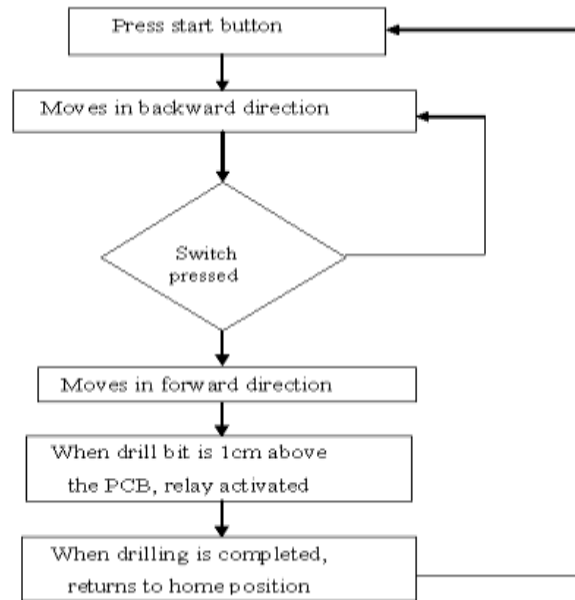 Press start button
Moves in backward direction
Switch
pressed
Moves in forward direction
When drill bit is 1cm above
the PCB, relay activated
When drilling is completed,
returns to home position